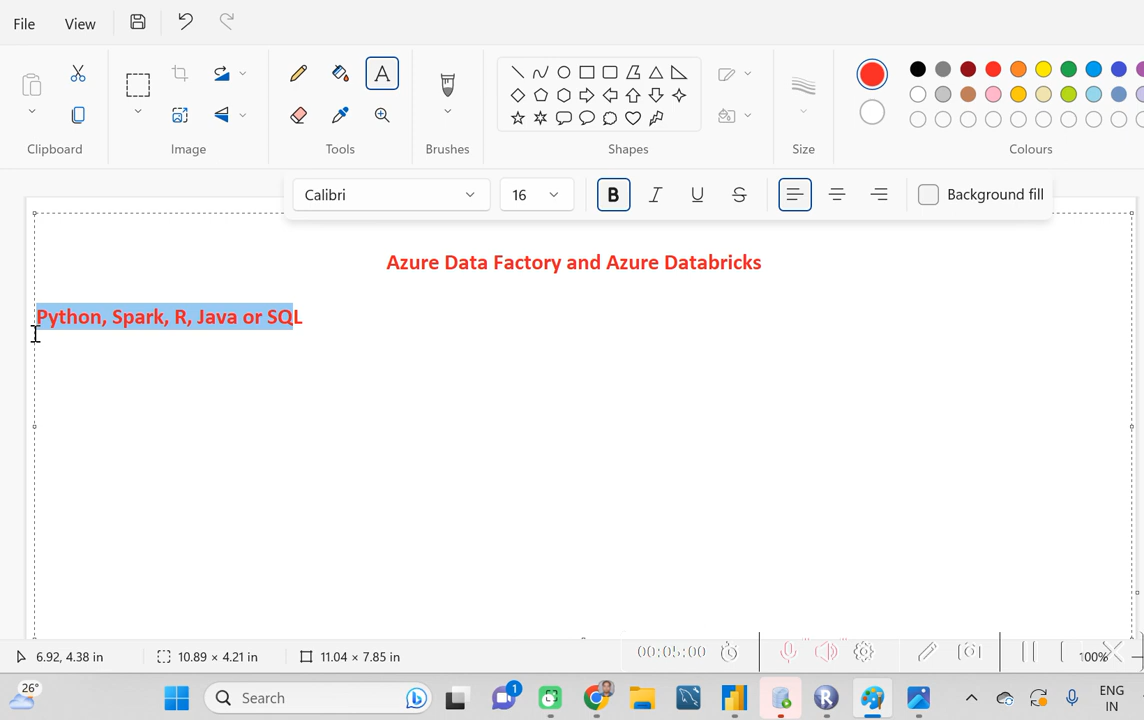 File View
Clipboard Image Tools Brushes Shapes Size Colours
Calibri 16 B I U S Background fill
Azure Data Factory and Azure Databricks
Python, Spark, R, Java or SQL
6.92, 4.38 in 10.89 × 4.21 in 11.04 × 7.85 in 00:05:00 100%
26° Search 1 ENG
IN